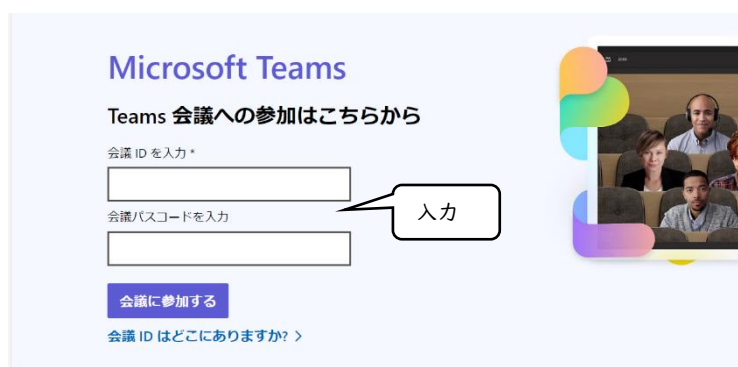 Microsoft Teams
Teams 会議への参加はこちらから
会議 ID を入力 *
会議パスコードを入力
入力
会議に参加する
会議 ID はどこにありますか? >